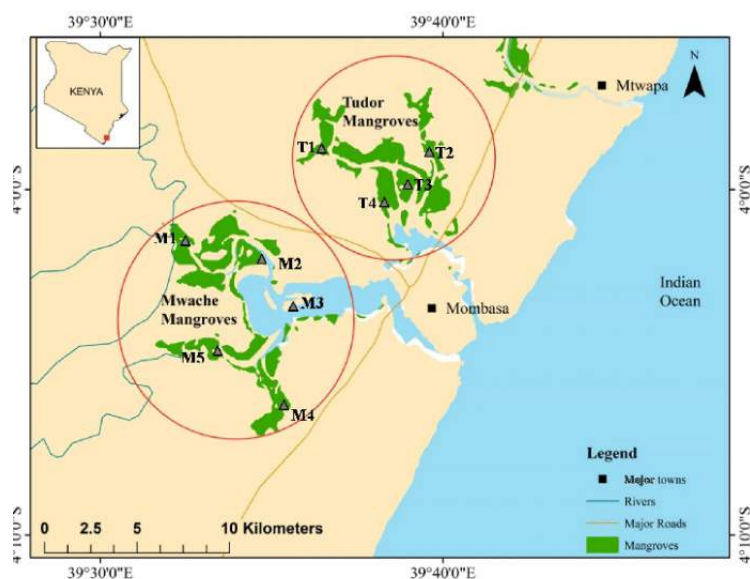 39°30'0"E
39°40'0"E
KENYA
N
Mtwapa
Tudor
Mangroves
T1
T2
T3
T4
4°0'0"S
4°0'0"S
M1
M2
Mwache
Mangroves
M3
Mombasa
Indian
Ocean
M5
M4
Legend
Major towns
Rivers
Major Roads
Mangroves
0 2.5 5 10 Kilometers
4°10'0"S
4°10'0"S
39°30'0"E
39°40'0"E